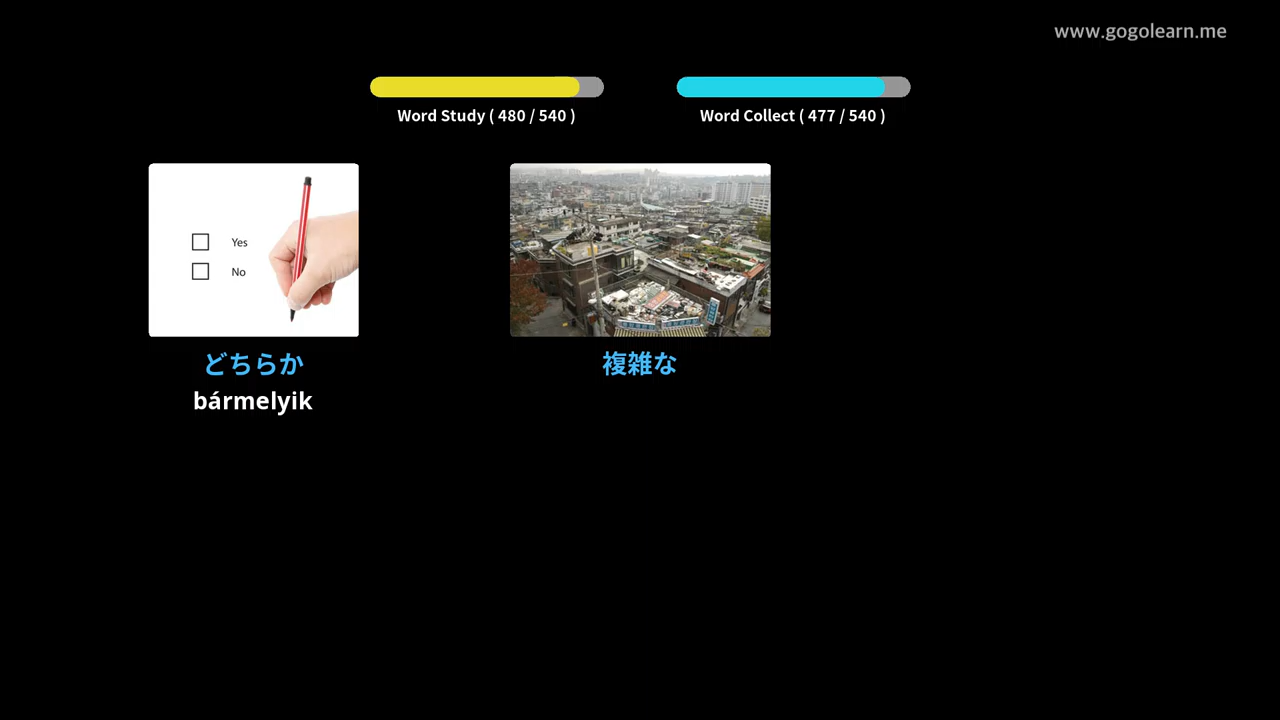 www.gogolearn.me
Word Study ( 480 / 540 )
Word Collect ( 477 / 540 )
Yes
No
どちらか
bármelyik
複雑な